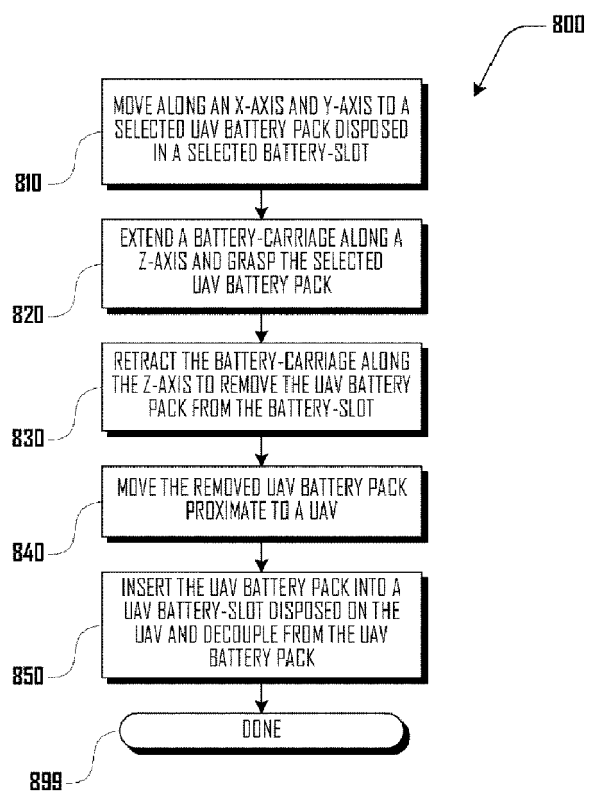 800
MOVE ALONG AN X-AXIS AND Y-AXIS TO A
SELECTED UAV BATTERY PACK DISPOSED
IN A SELECTED BATTERY-SLOT
810
EXTEND A BATTERY-CARRIAGE ALONG A
Z-AXIS AND GRASP THE SELECTED
UAV BATTERY PACK
820
RETRACT THE BATTERY-CARRIAGE ALONG
THE Z-AXIS TO REMOVE THE UAV BATTERY
PACK FROM THE BATTERY-SLOT
830
MOVE THE REMOVED UAV BATTERY PACK
PROXIMATE TO A UAV
840
INSERT THE UAV BATTERY PACK INTO A
UAV BATTERY-SLOT DISPOSED ON THE
UAV AND DECOUPLE FROM THE UAV
BATTERY PACK
850
DONE
899